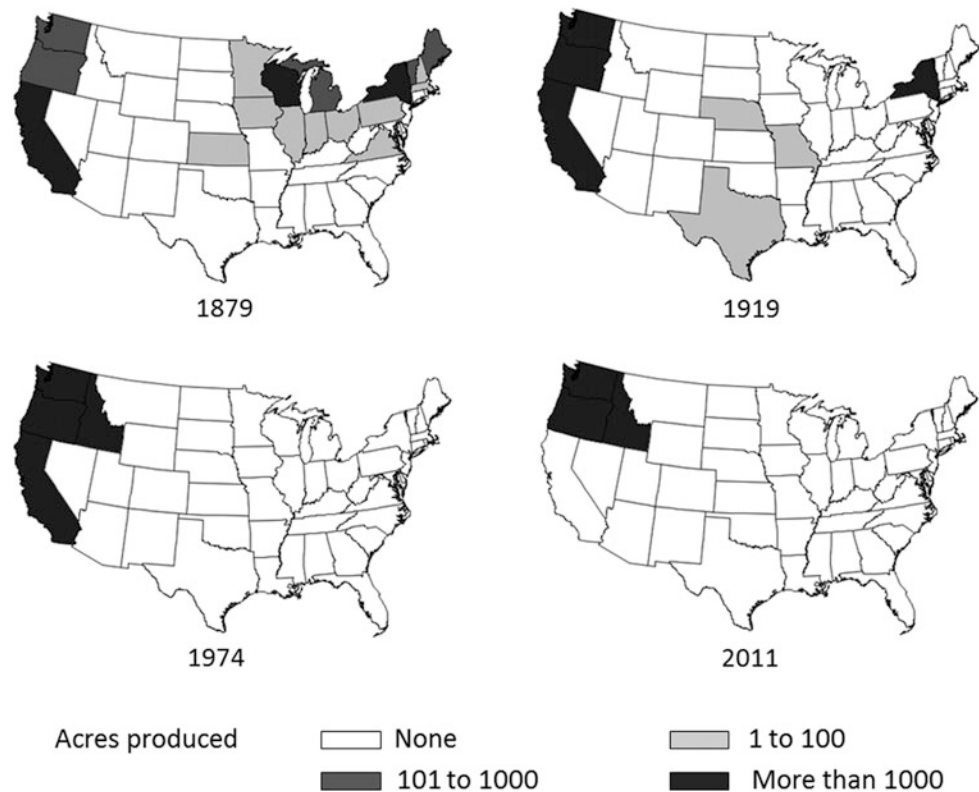 1879
1919
1974
2011
Acres produced
None
1 to 100
101 to 1000
More than 1000